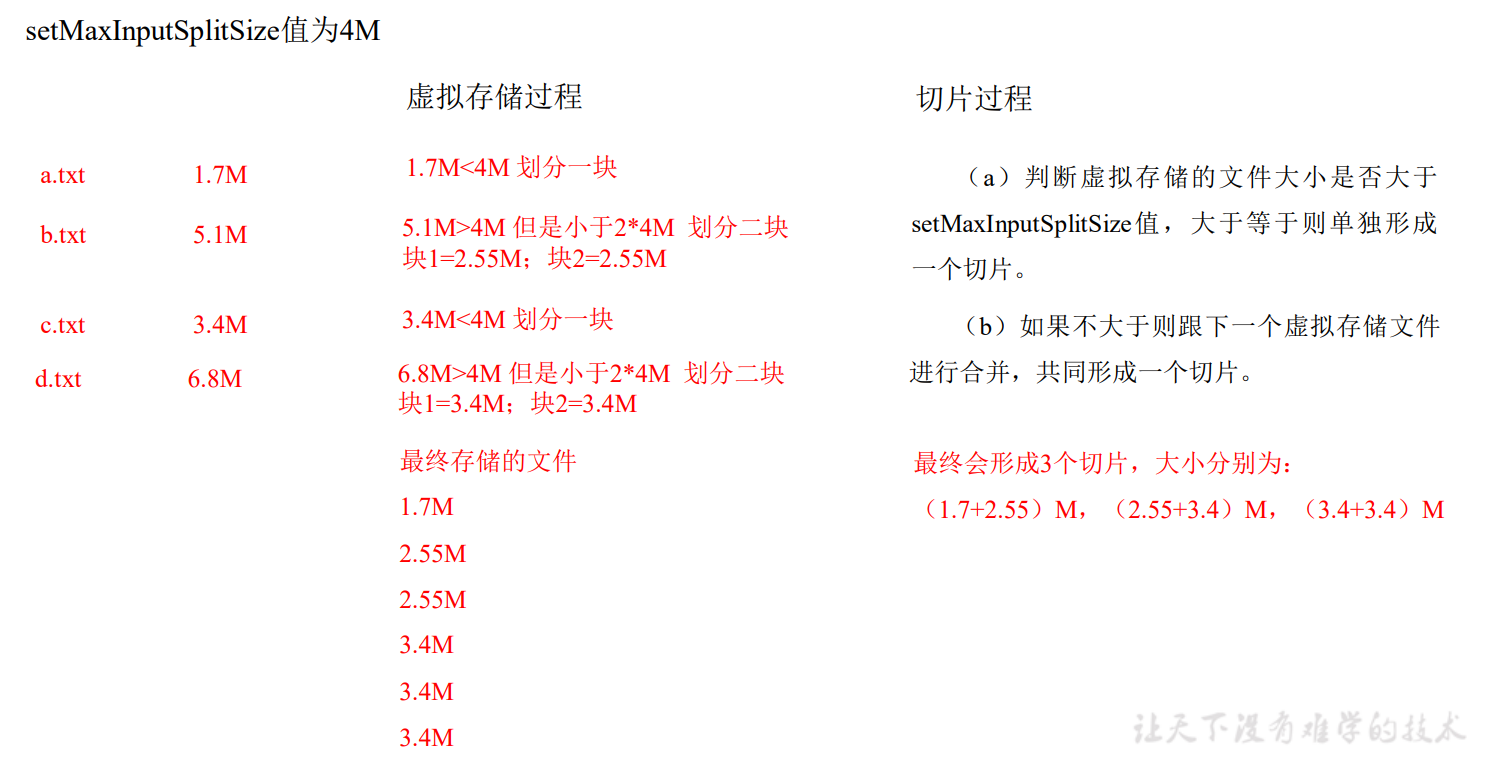 setMaxInputSplitSize值为4M
虚拟存储过程
切片过程
a.txt 1.7M 1.7M<4M 划分一块
b.txt 5.1M 5.1M>4M 但是小于2*4M 划分二块
块1=2.55M；块2=2.55M
c.txt 3.4M 3.4M<4M 划分一块
d.txt 6.8M 6.8M>4M 但是小于2*4M 划分二块
块1=3.4M；块2=3.4M
最终存储的文件
1.7M
2.55M
2.55M
3.4M
3.4M
3.4M
（a）判断虚拟存储的文件大小是否大于
setMaxInputSplitSize值，大于等于则单独形成
一个切片。
（b）如果不大于则跟下一个虚拟存储文件
进行合并，共同形成一个切片。
最终会形成3个切片，大小分别为：
（1.7+2.55）M，（2.55+3.4）M，（3.4+3.4）M
让天下没有难学的技术